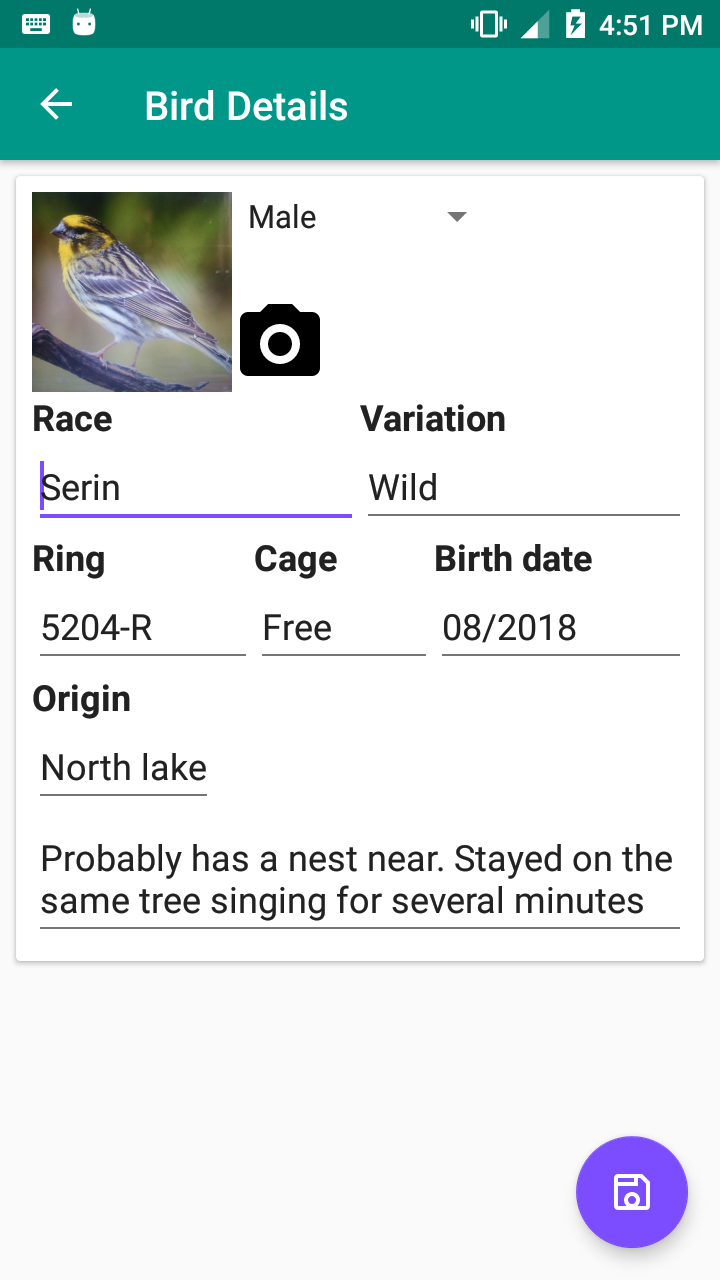 4:51 PM
Bird Details
Male
Race Variation
Serin Wild
Ring Cage Birth date
5204-R Free 08/2018
Origin
North lake
Probably has a nest near. Stayed on the
same tree singing for several minutes